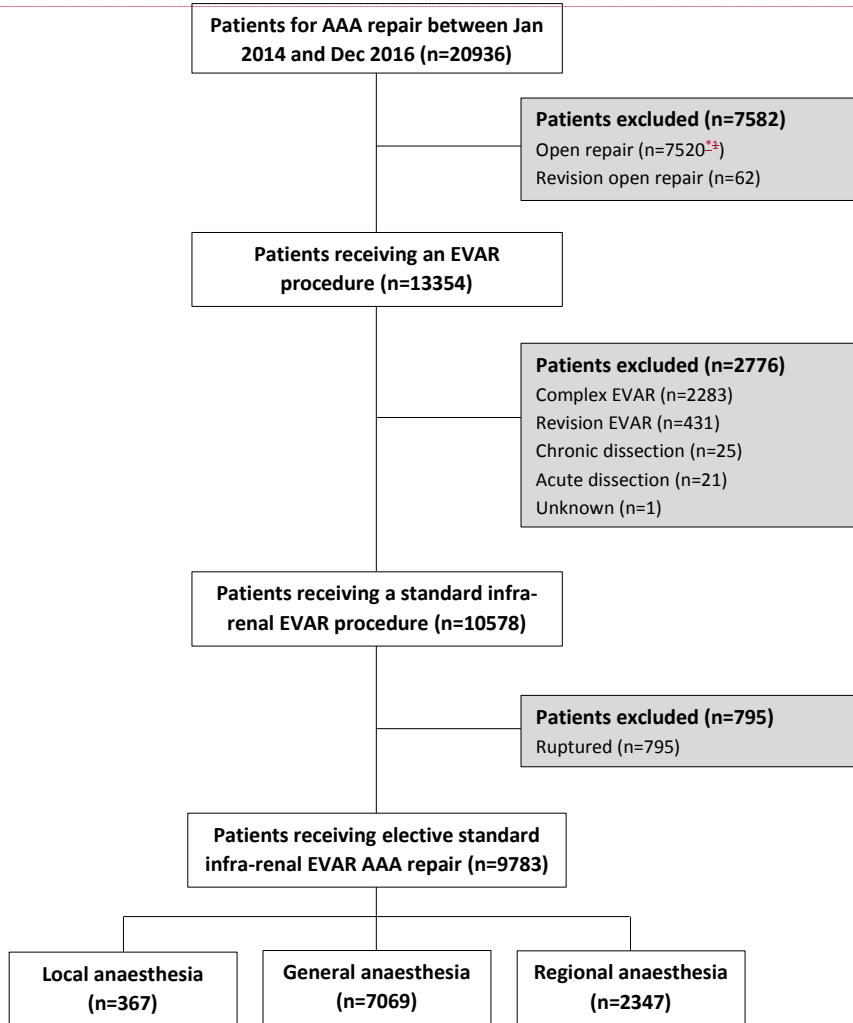 Patients for AAA repair between Jan
2014 and Dec 2016 (n=20936)
Patients excluded (n=7582)
Open repair (n=7520*1)
Revision open repair (n=62)
Patients receiving an EVAR
procedure (n=13354)
Patients excluded (n=2776)
Complex EVAR (n=2283)
Revision EVAR (n=431)
Chronic dissection (n=25)
Acute dissection (n=21)
Unknown (n=1)
Patients receiving a standard infra-
renal EVAR procedure (n=10578)
Patients excluded (n=795)
Ruptured (n=795)
Patients receiving elective standard
infra-renal EVAR AAA repair (n=9783)
Local anaesthesia
(n=367)
General anaesthesia
(n=7069)
Regional anaesthesia
(n=2347)